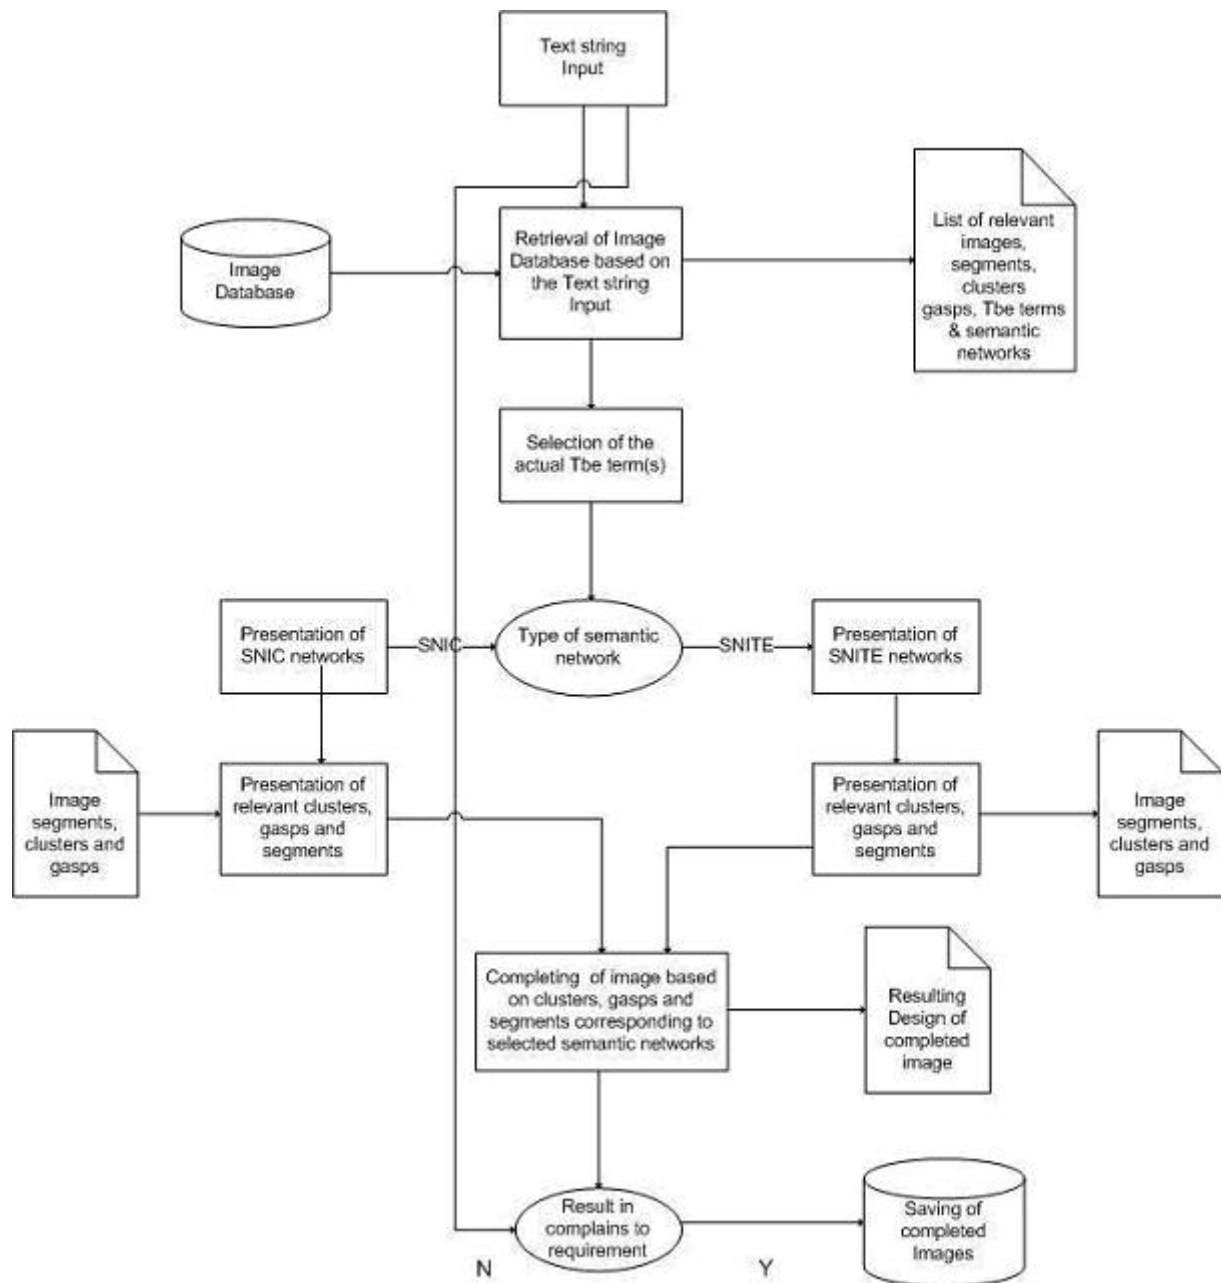 Text string
Input
Image
Database
Retrieval of Image
Database based on
the Text string
Input
List of relevant
images,
segments,
clusters
gasps, Tbe terms
& semantic
networks
Selection of the
actual Tbe term(s)
Presentation of
SNIC networks
SNIC
Type of semantic
network
SNITE
Presentation of
SNITE networks
Image
segments,
clusters and
gasps
Presentation of
relevant clusters,
gasps and
segments
Presentation of
relevant clusters,
gasps and
segments
Image
segments,
clusters and
gasps
Completing of image based
on clusters, gasps and
segments corresponding to
selected semantic networks
Resulting
Design of
completed
image
Result in
complains to
requirement
Saving of
completed
Images
N
Y